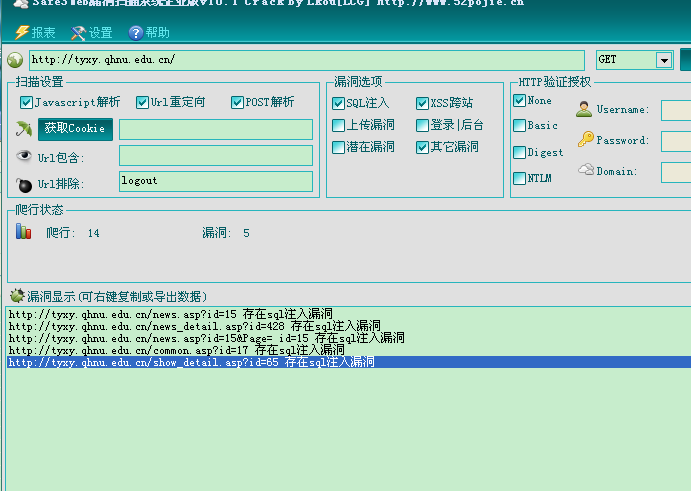 Safe3 Web漏洞扫描系统企业版v10.1 Crack by Lkou[LCG] http://www.52pojie.cn
报表 设置 帮助
http://tyxy.qhnu.edu.cn/ GET
扫描设置 漏洞选项 HTTP验证授权
Javascript解析 Url重定向 POST解析 SQL注入 XSS跨站 None Username:
获取Cookie 上传漏洞 登录|后台 Basic Password:
Url包含: 潜在漏洞 其它漏洞 Digest Domain:
Url排除: logout NTLM
爬行状态
爬行: 14 漏洞: 5
漏洞显示(可右键复制或导出数据)
http://tyxy.qhnu.edu.cn/news.asp?id=15 存在sql注入漏洞
http://tyxy.qhnu.edu.cn/news_detail.asp?id=428 存在sql注入漏洞
http://tyxy.qhnu.edu.cn/news.asp?id=15&Page= id=15 存在sql注入漏洞
http://tyxy.qhnu.edu.cn/common.asp?id=17 存在sql注入漏洞
http://tyxy.qhnu.edu.cn/show_detail.asp?id=65 存在sql注入漏洞